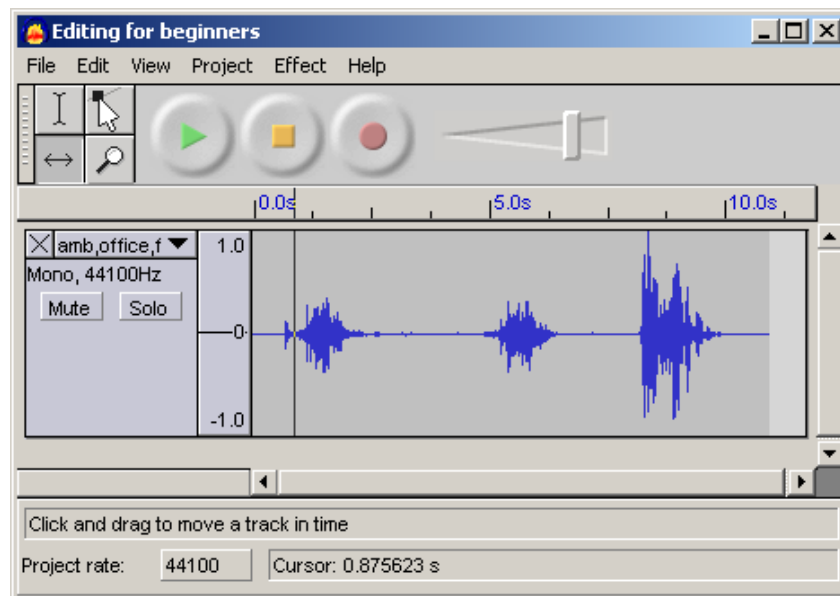 Editing for beginners
File Edit View Project Effect Help
0.0s 5.0s 10.0s
amb,office,f
1.0
Mono, 44100Hz
Mute Solo
0
-1.0
Click and drag to move a track in time
Project rate: 44100 Cursor: 0.875623 s